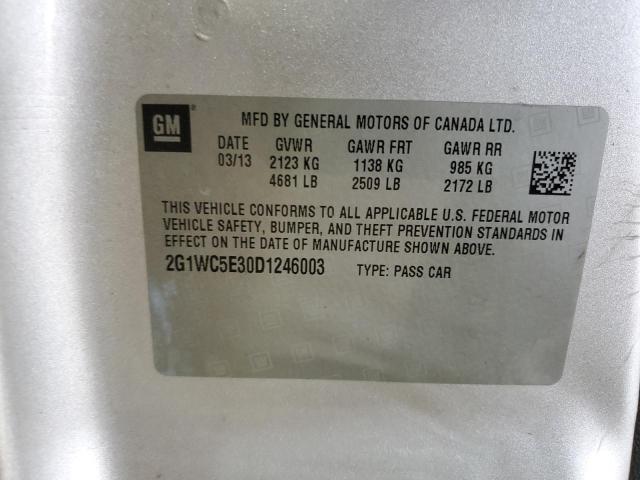 GM
MFD BY GENERAL MOTORS OF CANADA LTD.
DATE GVWR GAWR FRT GAWR RR
03/13 2123 KG 1138 KG 985 KG
4681 LB 2509 LB 2172 LB
THIS VEHICLE CONFORMS TO ALL APPLICABLE U.S. FEDERAL MOTOR
VEHICLE SAFETY, BUMPER, AND THEFT PREVENTION STANDARDS IN
EFFECT ON THE DATE OF MANUFACTURE SHOWN ABOVE.
2G1WC5E30D1246003 TYPE: PASS CAR